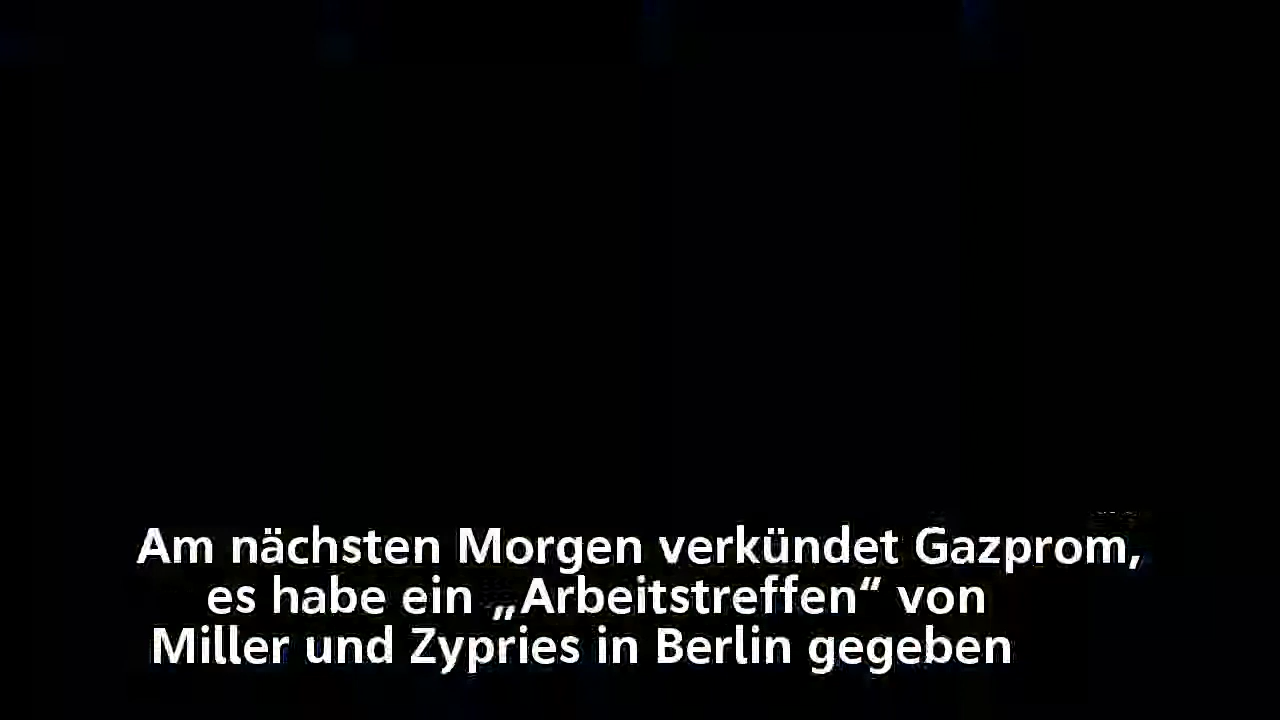 Am nächsten Morgen verkündet Gazprom,
es habe ein „Arbeitstreffen“ von
Miller und Zypries in Berlin gegeben